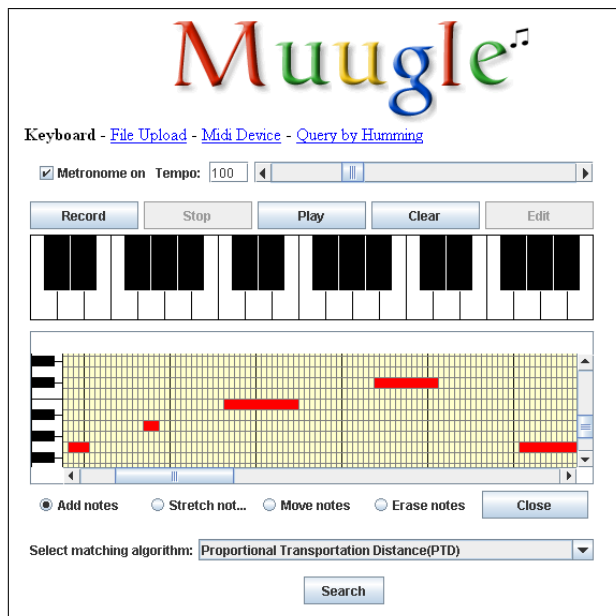 Muugle
Keyboard - File Upload - Midi Device - Query by Humming
Metronome on Tempo: 100
Record Stop Play Clear Edit
Add notes Stretch not... Move notes Erase notes Close
Select matching algorithm: Proportional Transportation Distance(PTD)
Search